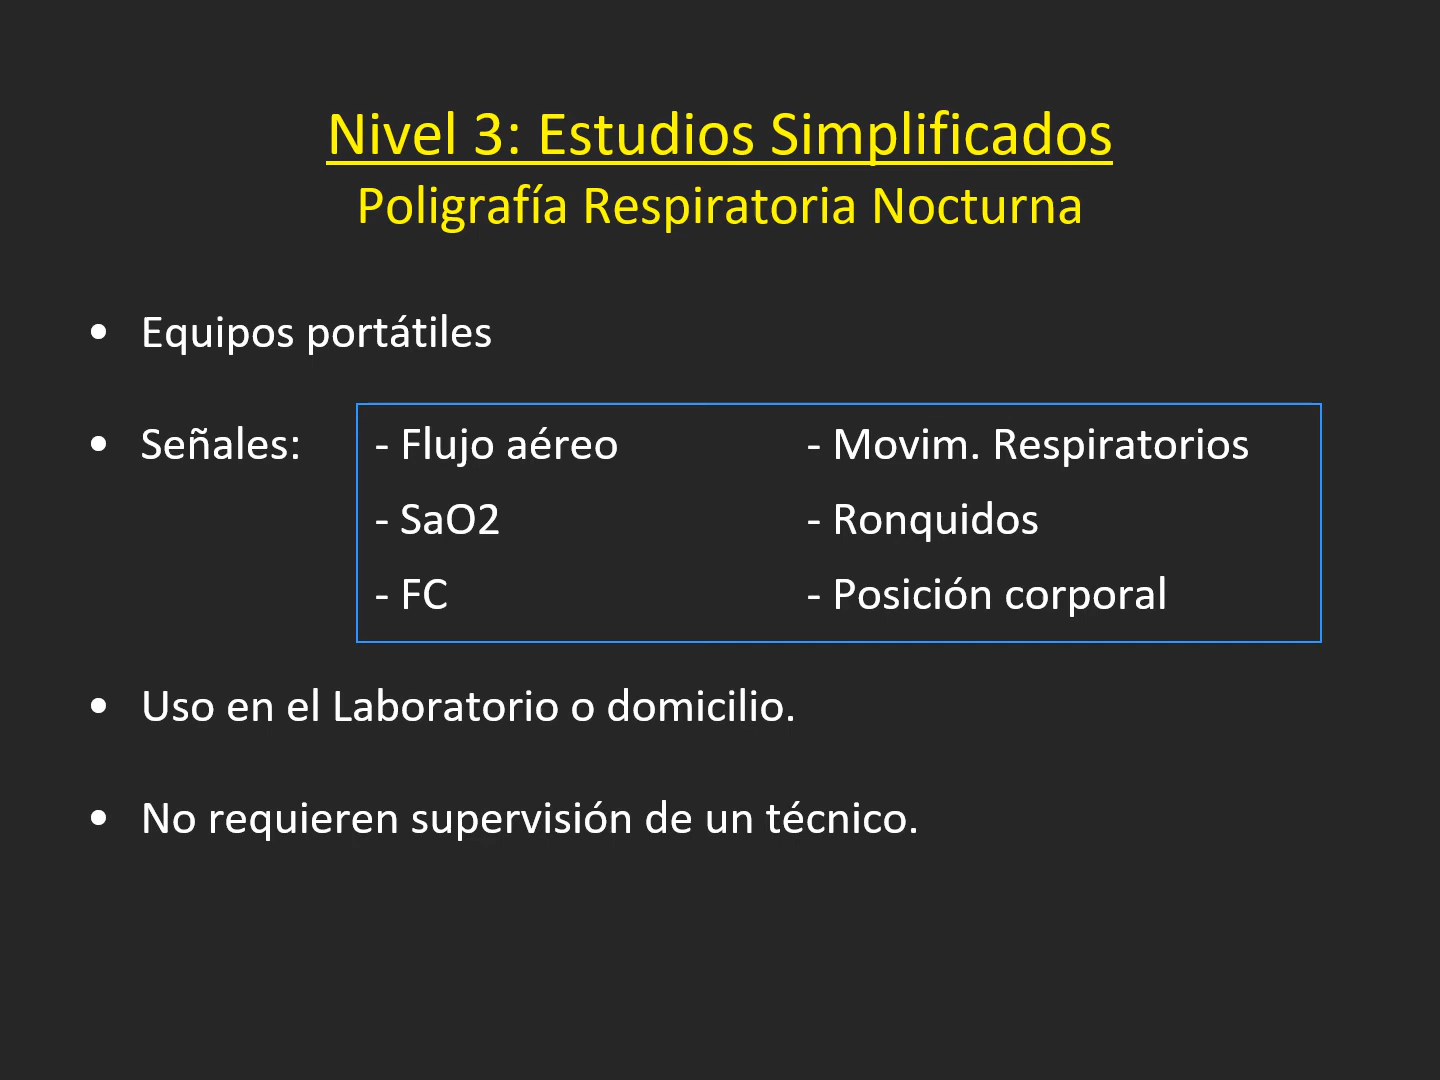 Nivel 3: Estudios Simplificados
Poligrafía Respiratoria Nocturna
• Equipos portátiles
• Señales: - Flujo aéreo - Movim. Respiratorios
- SaO2 - Ronquidos
- FC - Posición corporal
• Uso en el Laboratorio o domicilio.
• No requieren supervisión de un técnico.